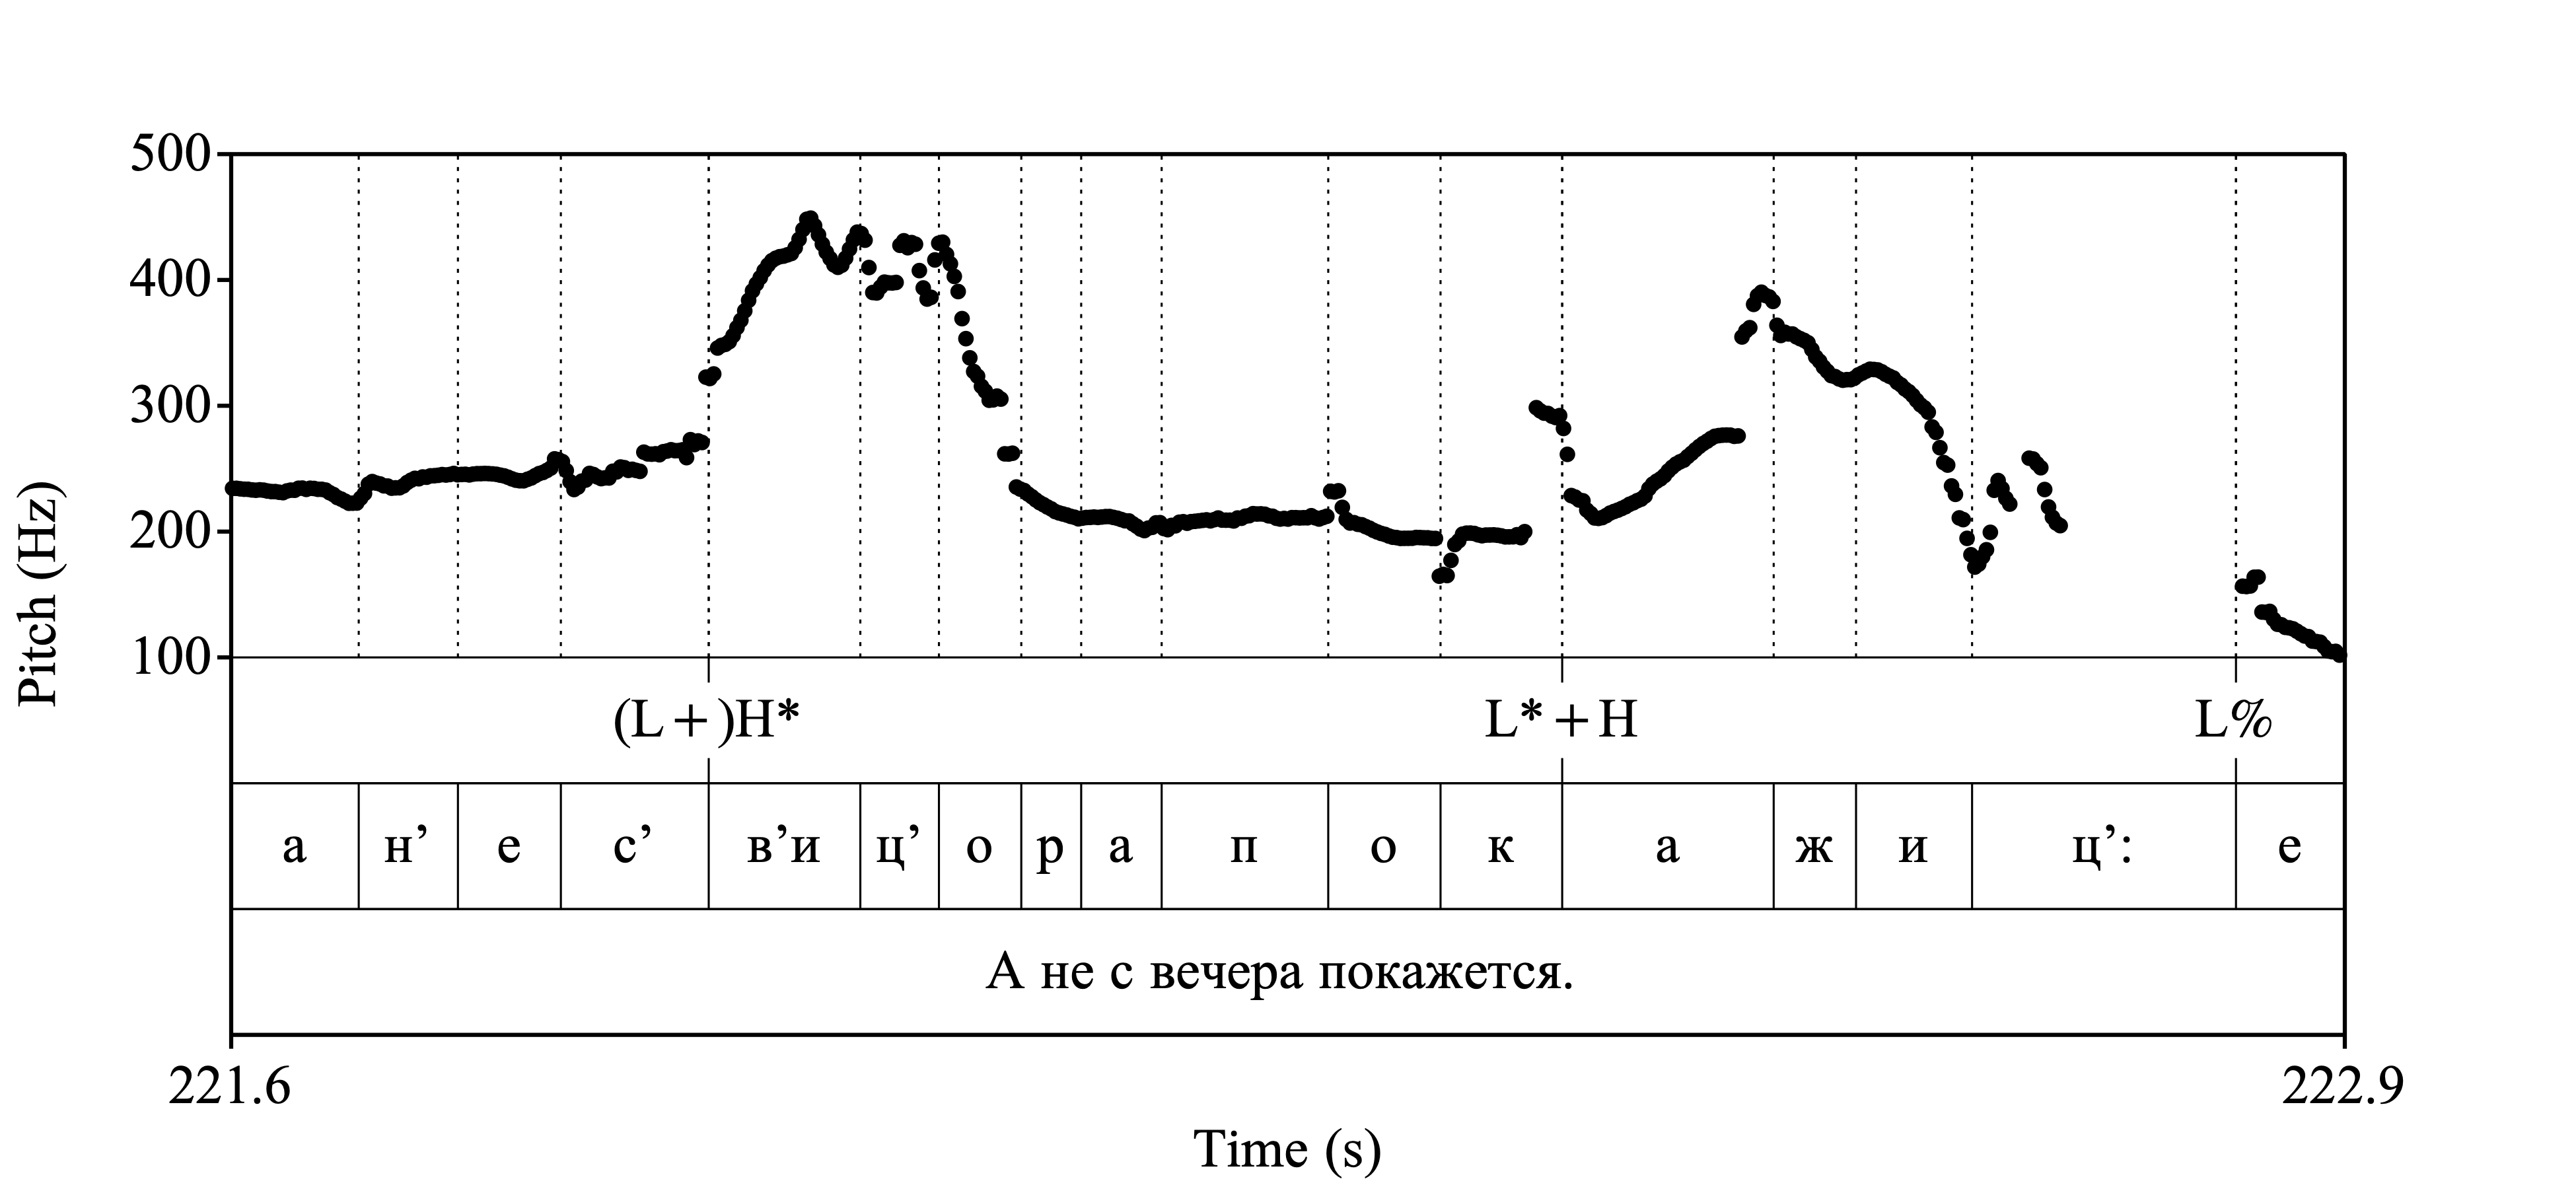 500
400
300
200
100
Pitch (Hz)
(L+)H* L*+H L%
а н’ е с’ в’и ц’ о р а п о к а ж и ц’: е
А не с вечера покажется.
221.6 222.9
Time (s)